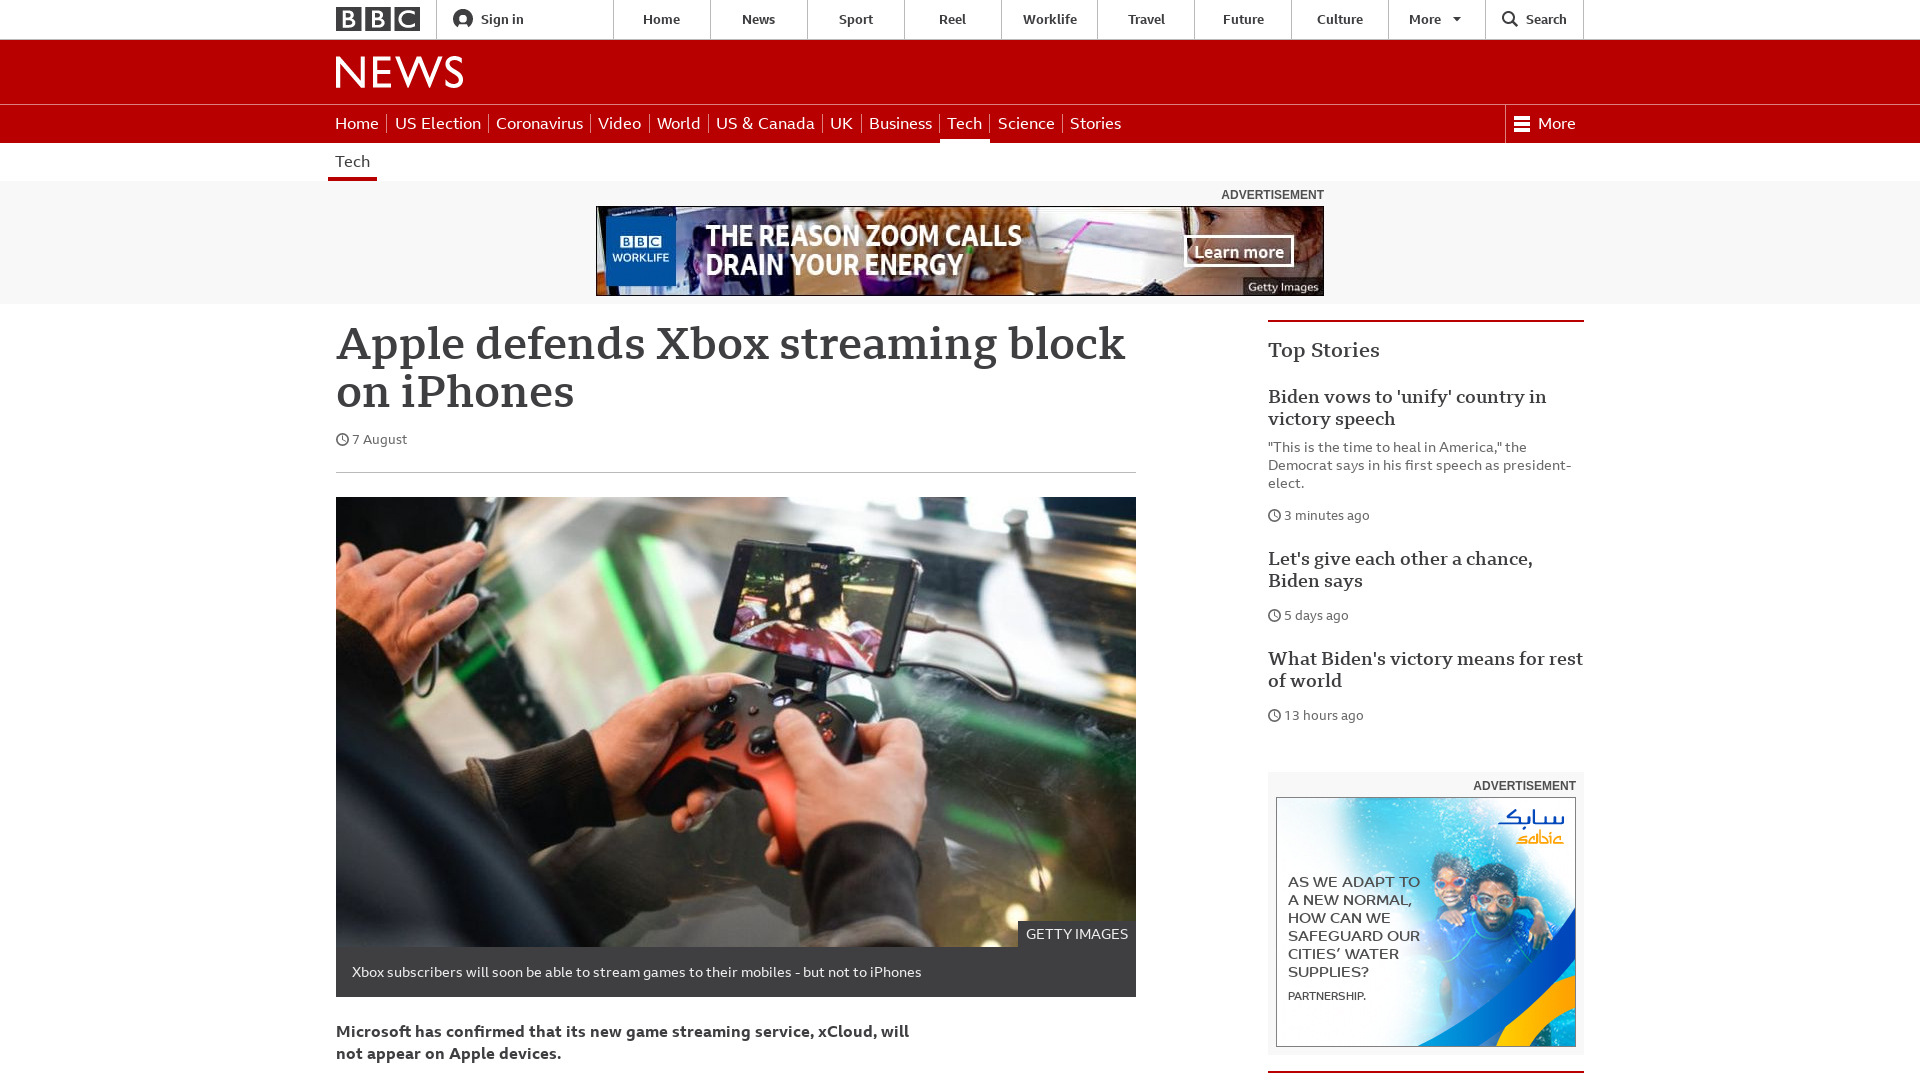 BBC
Sign in
Home
News
Sport
Reel
Worklife
Travel
Future
Culture
More
Search
NEWS
Home
US Election
Coronavirus
Video
World
US & Canada
UK
Business
Tech
Science
Stories
More
Tech
ADVERTISEMENT
BBC
WORKLIFE
THE REASON ZOOM CALLS
DRAIN YOUR ENERGY
Learn more
Getty Images
Apple defends Xbox streaming block
on iPhones
7 August
GETTY IMAGES
Xbox subscribers will soon be able to stream games to their mobiles - but not to iPhones
Microsoft has confirmed that its new game streaming service, xCloud, will
not appear on Apple devices.
Top Stories
Biden vows to 'unify' country in
victory speech
"This is the time to heal in America," the
Democrat says in his first speech as president-
elect.
3 minutes ago
Let's give each other a chance,
Biden says
5 days ago
What Biden's victory means for rest
of world
13 hours ago
ADVERTISEMENT
سابک
sabic
AS WE ADAPT TO
A NEW NORMAL,
HOW CAN WE
SAFEGUARD OUR
CITIES’ WATER
SUPPLIES?
PARTNERSHIP.